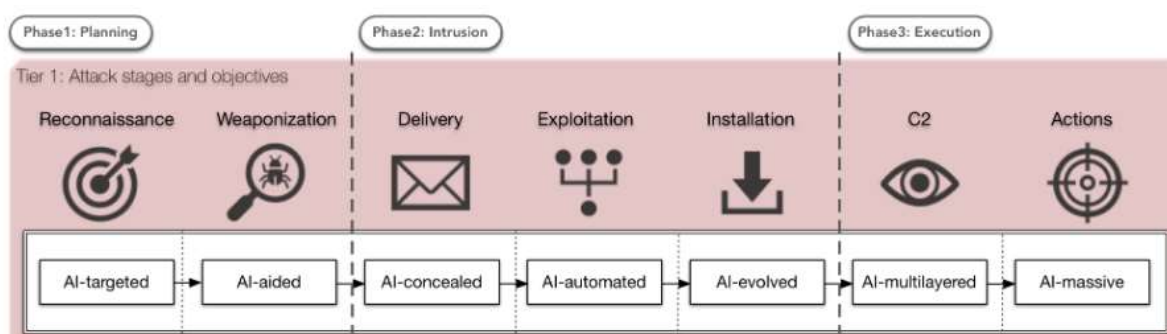 Phase1: Planning
Phase2: Intrusion
Phase3: Execution
Tier 1: Attack stages and objectives
Reconnaissance
Weaponization
Delivery
Exploitation
Installation
C2
Actions
AI-targeted
AI-aided
AI-concealed
AI-automated
AI-evolved
AI-multilayered
AI-massive